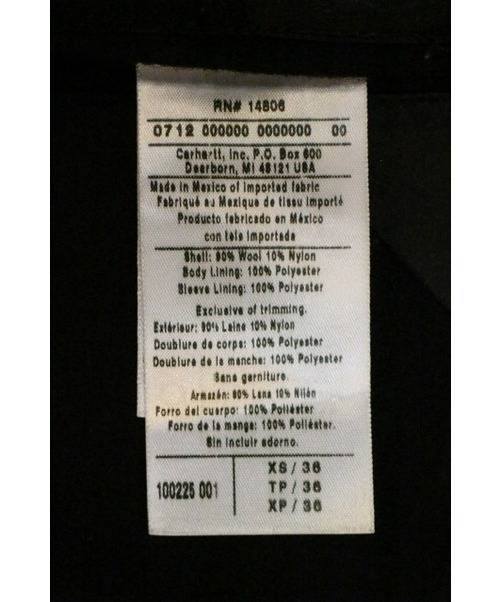 RN# 14806
0712 000000 0000000 00
Carhartt, Inc. P.O. Box 600
Dearborn, MI 48121 USA
Made in Mexico of imported fabric
Fabriqué au Mexique de tissu importé
Producto fabricado en México
con tela importada
Shell: 90% Wool 10% Nylon
Body Lining: 100% Polyester
Sleeve Lining: 100% Polyester
Exclusive of trimming.
Extérieur: 90% Laine 10% Nylon
Doublure de corps: 100% Polyester
Doublure de la manche: 100% Polyester
Sans garniture.
Armazón: 90% Lana 10% Nilón
Forro del cuerpo: 100% Poliéster
Forro de la manga: 100% Poliéster.
Sin incluir adorno.
100225 001
XS / 36
TP / 36
XP / 36